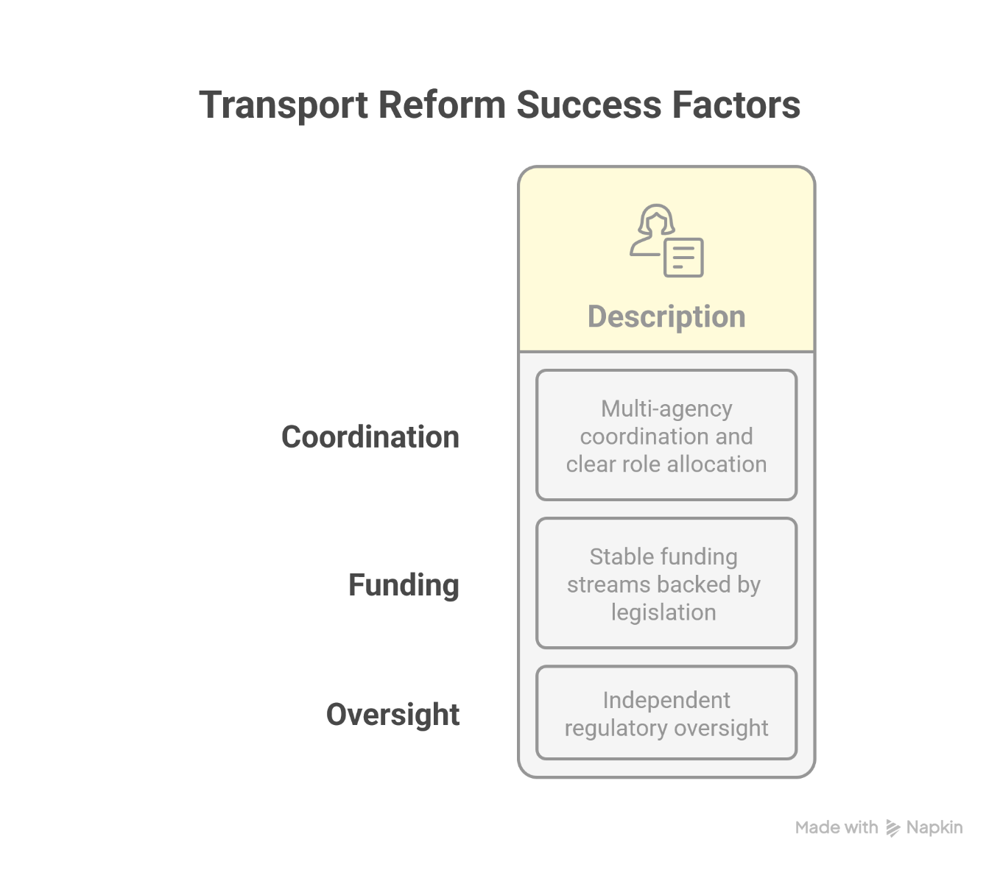 Transport Reform Success Factors
Description
Coordination
Multi-agency
coordination and
clear role allocation
Funding
Stable funding
streams backed by
legislation
Oversight
Independent
regulatory oversight
Made with Napkin